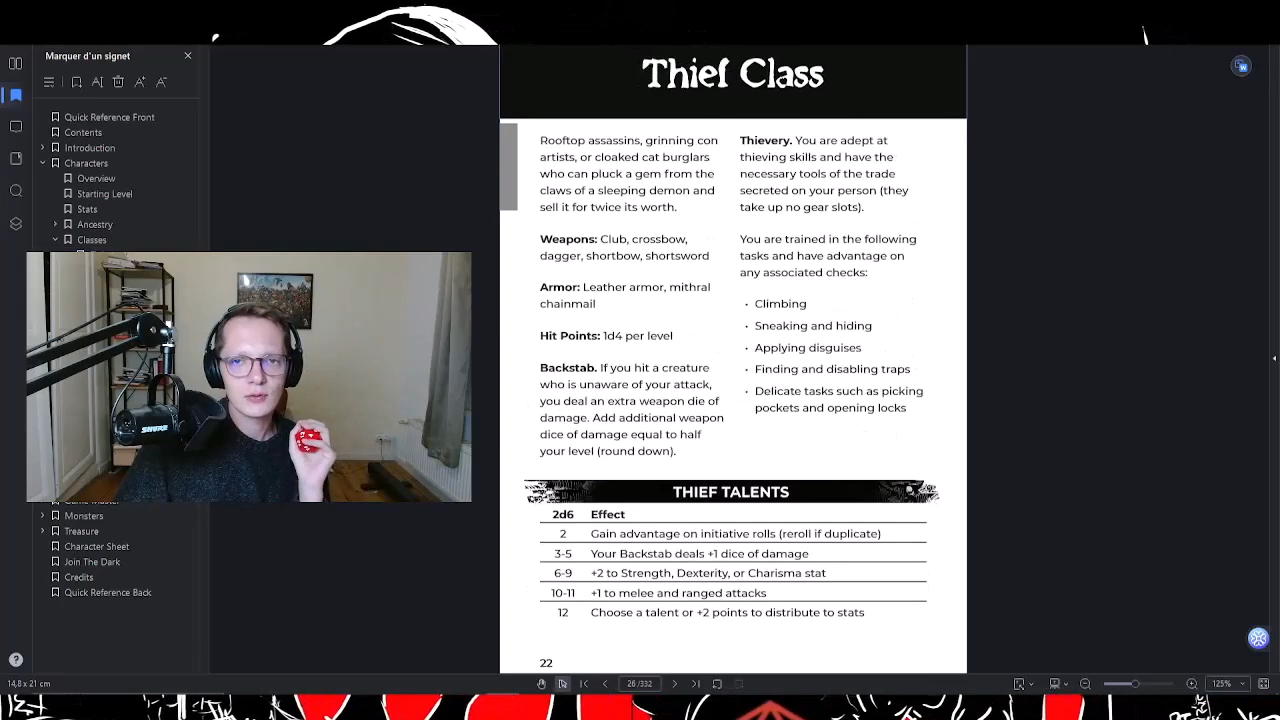 Marquer d'un signet
Quick Reference Front
Contents
Introduction
Characters
Overview
Starting Level
Stats
Ancestry
Classes
Monsters
Treasure
Character Sheet
Join The Dark
Credits
Quick Reference Back
14,8 x 21 cm
SHURE
Thief Class
Rooftop assassins, grinning con
artists, or cloaked cat burglars
who can pluck a gem from the
claws of a sleeping demon and
sell it for twice its worth.
Weapons: Club, crossbow,
dagger, shortbow, shortsword
Armor: Leather armor, mithral
chainmail
Hit Points: 1d4 per level
Backstab. If you hit a creature
who is unaware of your attack,
you deal an extra weapon die of
damage. Add additional weapon
dice of damage equal to half
your level (round down).
Thievery. You are adept at
thieving skills and have the
necessary tools of the trade
secreted on your person (they
take up no gear slots).
You are trained in the following
tasks and have advantage on
any associated checks:
• Climbing
• Sneaking and hiding
• Applying disguises
• Finding and disabling traps
• Delicate tasks such as picking
pockets and opening locks
THIEF TALENTS
2d6 Effect
2 Gain advantage on initiative rolls (reroll if duplicate)
3-5 Your Backstab deals +1 dice of damage
6-9 +2 to Strength, Dexterity, or Charisma stat
10-11 +1 to melee and ranged attacks
12 Choose a talent or +2 points to distribute to stats
22
26 /332
125%